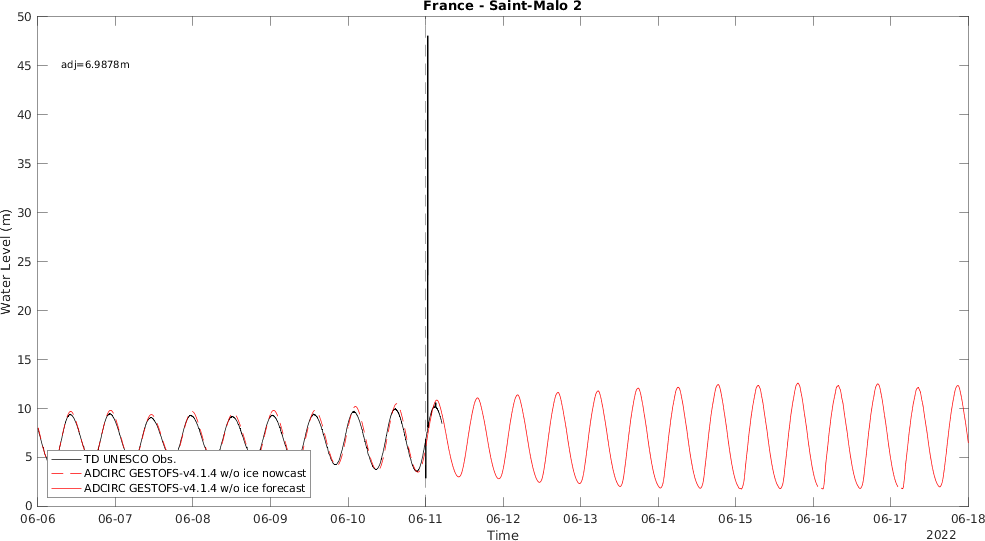 France - Saint-Malo 2
50
45
40
35
30
25
20
15
10
5
0
Water Level (m)
adj=6.9878m
TD UNESCO Obs.
ADCIRC GESTOFS-v4.1.4 w/o ice nowcast
ADCIRC GESTOFS-v4.1.4 w/o ice forecast
06-06 06-07 06-08 06-09 06-10 06-11 06-12 06-13 06-14 06-15 06-16 06-17 06-18
Time
2022